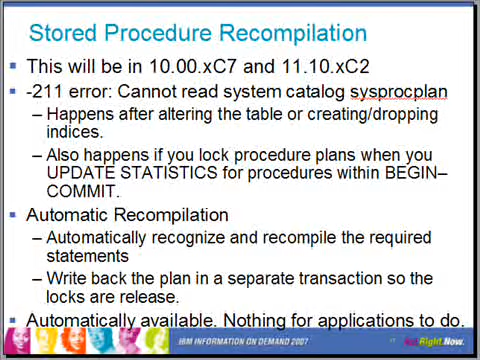 Stored Procedure Recompilation
This will be in 10.00.xC7 and 11.10.xC2
-211 error: Cannot read system catalog sysprocplan
– Happens after altering the table or creating/dropping
indices.
– Also happens if you lock procedure plans when you
UPDATE STATISTICS for procedures within BEGIN–
COMMIT.
Automatic Recompilation
– Automatically recognize and recompile the required
statements
– Write back the plan in a separate transaction so the
locks are release.
Automatically available. Nothing for applications to do.
IBM INFORMATION ON DEMAND 2007
Right.Now.